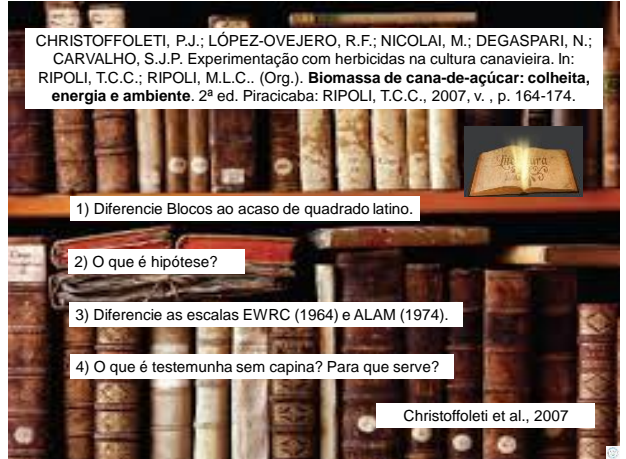 CHRISTOFFOLETI, P.J.; LÓPEZ-OVEJERO, R.F.; NICOLAI, M.; DEGASPARI, N.;
CARVALHO, S.J.P. Experimentação com herbicidas na cultura canavieira. In:
RIPOLI, T.C.C.; RIPOLI, M.L.C.. (Org.). Biomassa de cana-de-açúcar: colheita,
energia e ambiente. 2ª ed. Piracicaba: RIPOLI, T.C.C., 2007, v. , p. 164-174.
Literatura
1) Diferencie Blocos ao acaso de quadrado latino.
2) O que é hipótese?
3) Diferencie as escalas EWRC (1964) e ALAM (1974).
4) O que é testemunha sem capina? Para que serve?
Christoffoleti et al., 2007